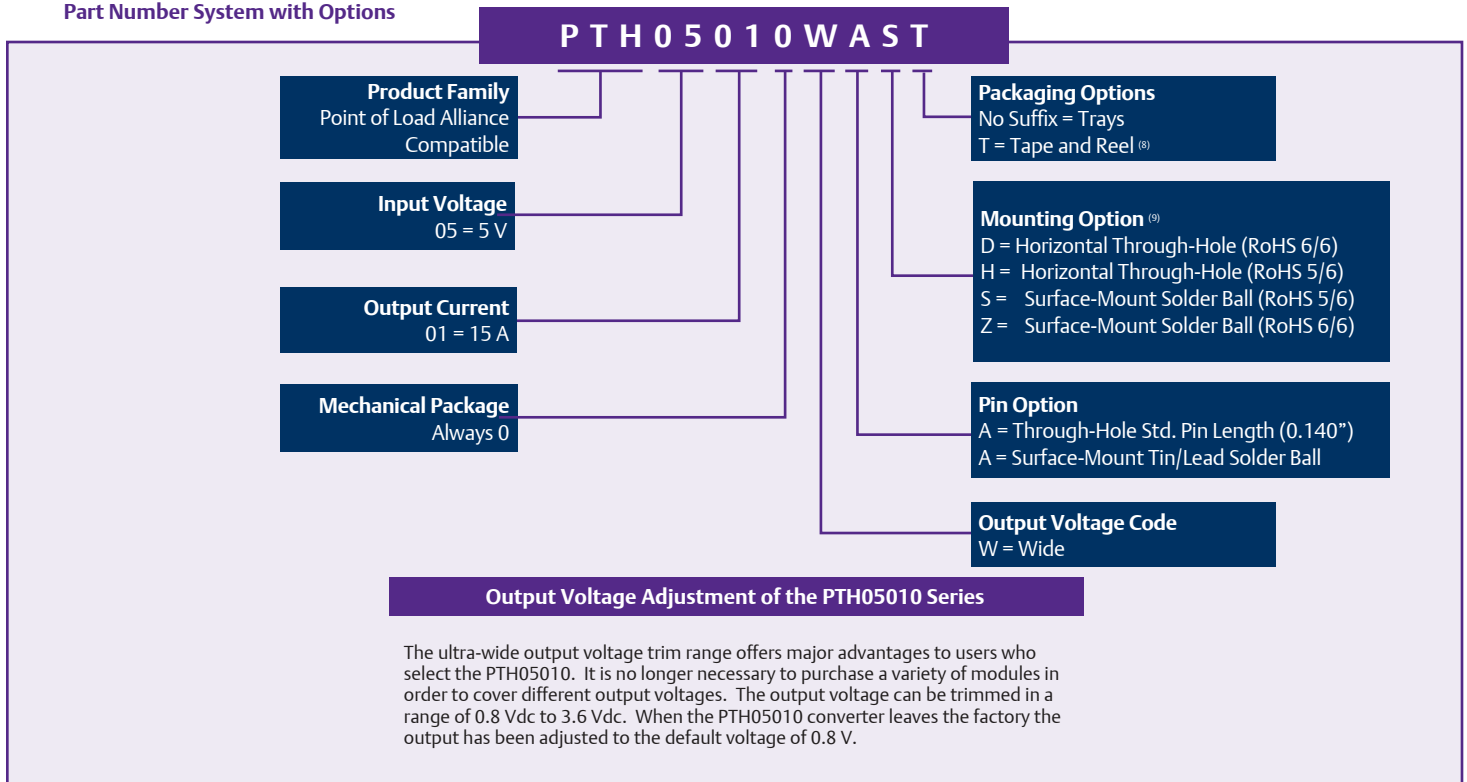 Part Number System with Options
PTH05010WAST
Product Family
Point of Load Alliance
Compatible
Input Voltage
05 = 5 V
Output Current
01 = 15 A
Mechanical Package
Always 0
Packaging Options
No Suffix = Trays
T = Tape and Reel (8)
Mounting Option (9)
D = Horizontal Through-Hole (RoHS 6/6)
H = Horizontal Through-Hole (RoHS 5/6)
S = Surface-Mount Solder Ball (RoHS 5/6)
Z = Surface-Mount Solder Ball (RoHS 6/6)
Pin Option
A = Through-Hole Std. Pin Length (0.140”)
A = Surface-Mount Tin/Lead Solder Ball
Output Voltage Code
W = Wide
Output Voltage Adjustment of the PTH05010 Series
The ultra-wide output voltage trim range offers major advantages to users who
select the PTH05010. It is no longer necessary to purchase a variety of modules in
order to cover different output voltages. The output voltage can be trimmed in a
range of 0.8 Vdc to 3.6 Vdc. When the PTH05010 converter leaves the factory the
output has been adjusted to the default voltage of 0.8 V.